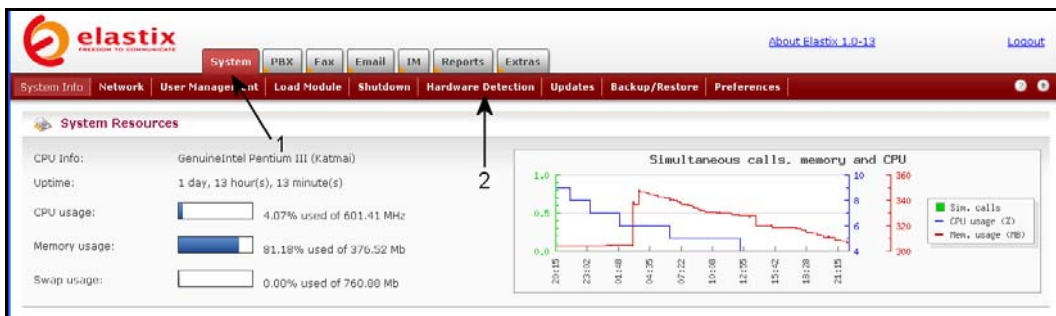 elastix
FREEDOM TO COMMUNICATE
About Elastix 1.0-13
Logout
System PBX Fax Email IM Reports Extras
System Info Network User Management Load Module Shutdown Hardware Detection Updates Backup/Restore Preferences
System Resources
1
2
CPU Info: GenuineIntel Pentium III (Katmai)
Uptime: 1 day, 13 hour(s), 13 minute(s)
CPU usage: 4.07% used of 601.41 MHz
Memory usage: 81.18% used of 376.52 Mb
Swap usage: 0.00% used of 760.88 Mb
Simultaneous calls, memory and CPU
1.0
0.5
0.0
10
8
6
4
360
340
320
300
20:15 23:02 01:48 04:35 07:22 10:08 12:55 15:42 18:28 21:15
Sim. calls
CPU usage (%)
Mem. usage (MB)